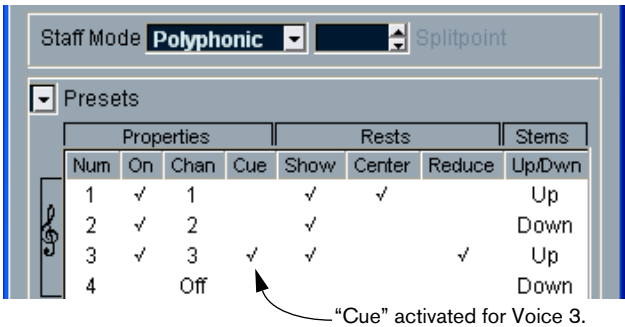 Staff Mode Polyphonic Splitpoint
Presets
Properties Rests Stems
Num On Chan Cue Show Center Reduce Up/Dwn
1 √ 1 √ √ Up
2 √ 2 √ Down
3 √ 3 √ √ √ Up
4 Off Down
“Cue” activated for Voice 3.